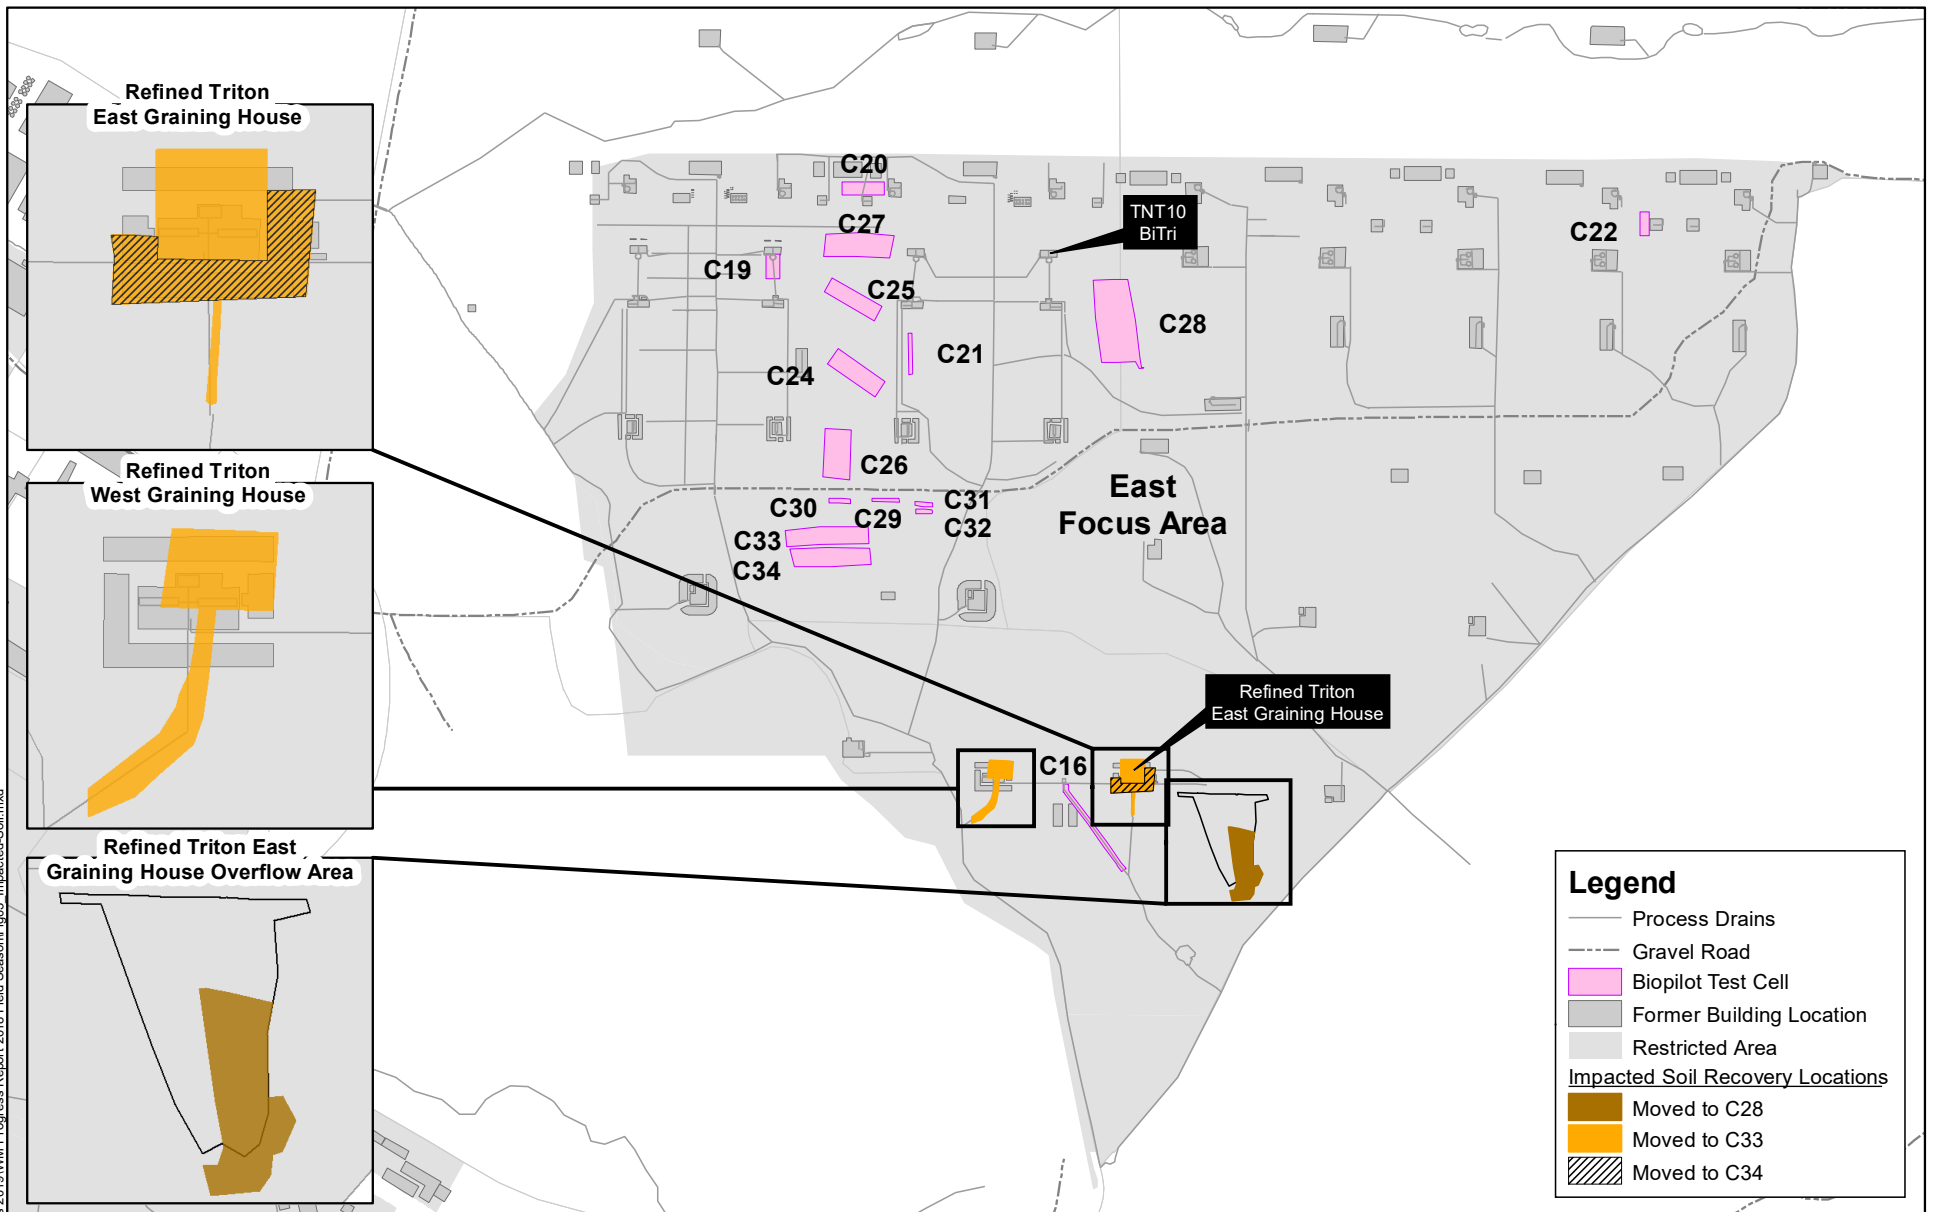 Refined Triton
East Graining House
Refined Triton
West Graining House
Refined Triton East
Graining House Overflow Area
C20
C27
TNT10
BiTri
C22
C19
C25
C28
C21
C24
C26
East
Focus Area
C30
C29
C31
C32
C33
C34
Refined Triton
East Graining House
C16
Legend
Process Drains
Gravel Road
Biopilot Test Cell
Former Building Location
Restricted Area
Impacted Soil Recovery Locations
Moved to C28
Moved to C33
Moved to C34